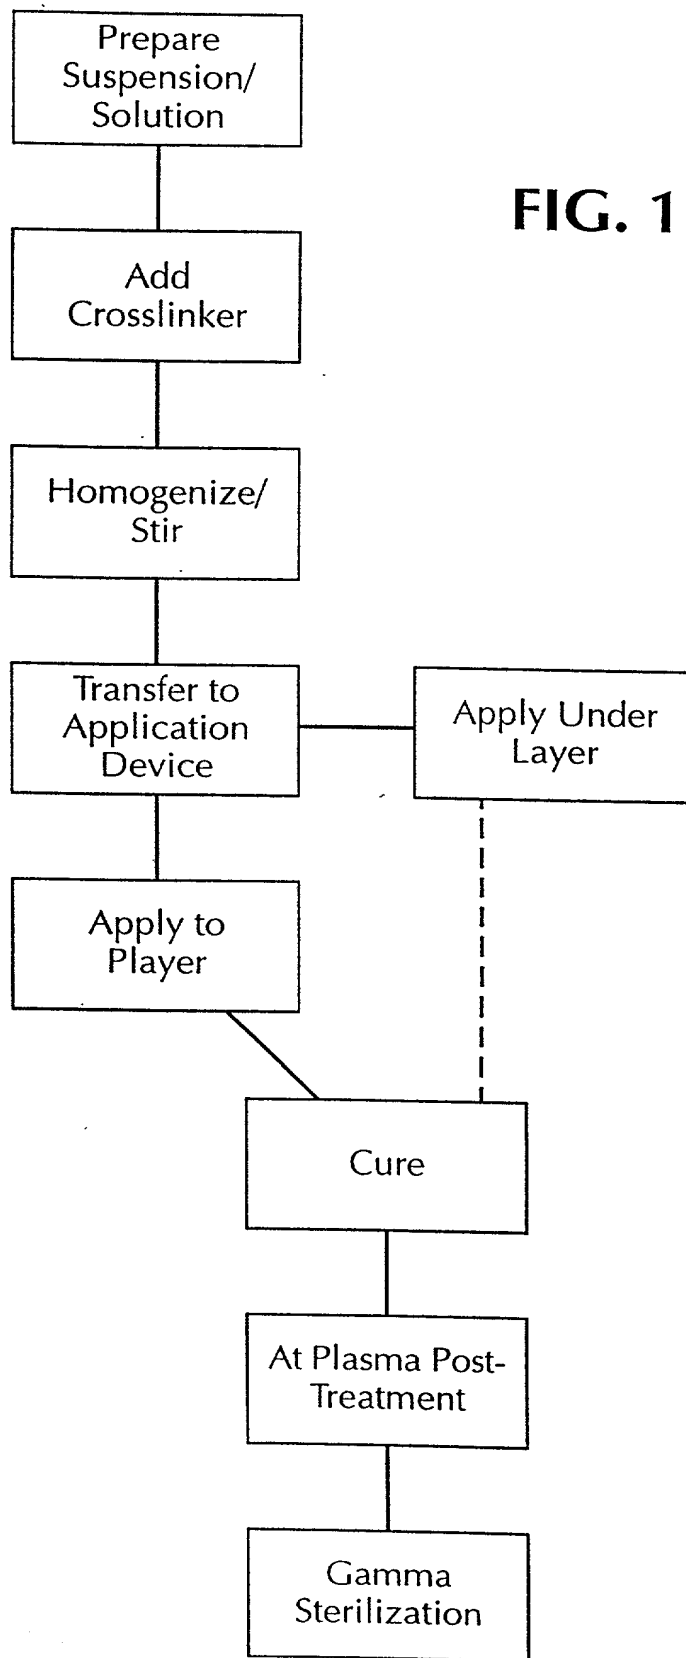 Prepare
Suspension/
Solution
FIG. 1
Add
Crosslinker
Homogenize/
Stir
Transfer to
Application
Device
Apply Under
Layer
Apply to
Player
Cure
At Plasma Post-
Treatment
Gamma
Sterilization